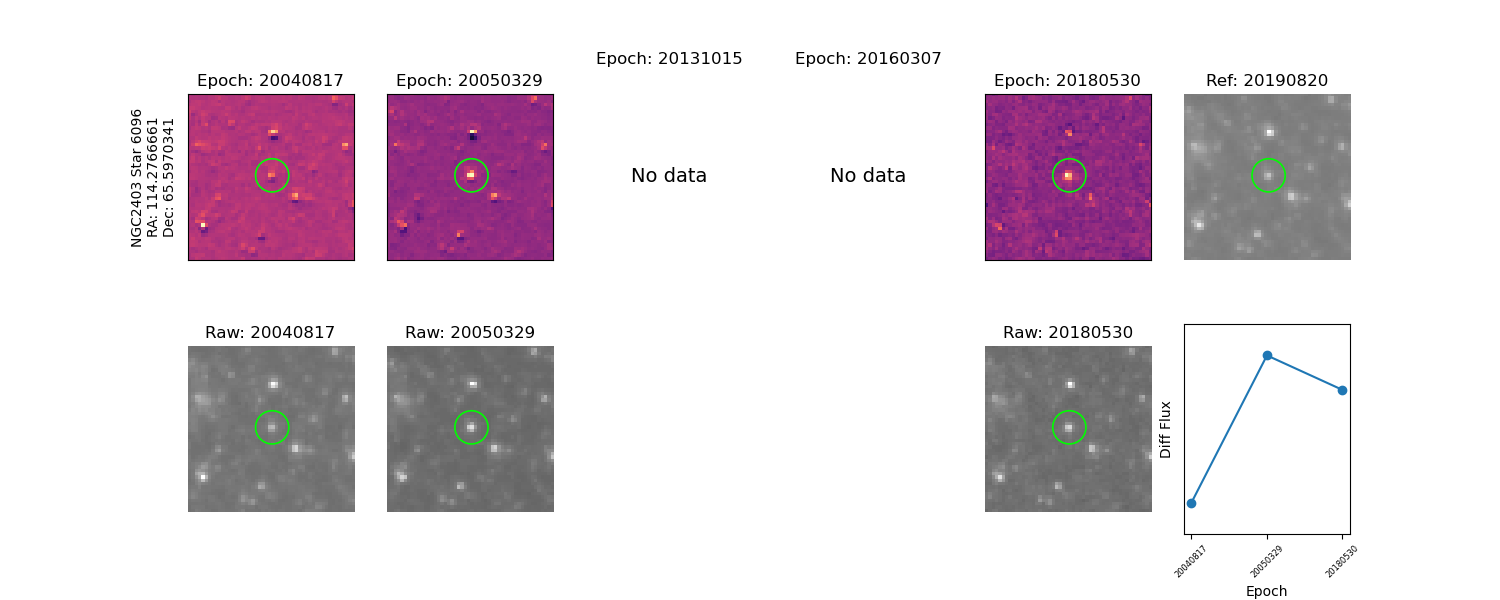 Epoch: 20131015
Epoch: 20160307
Epoch: 20040817
Epoch: 20050329
Epoch: 20180530
Ref: 20190820
NGC2403 Star 6096
RA: 114.2766661
Dec: 65.5970341
No data
No data
Raw: 20040817
Raw: 20050329
Raw: 20180530
Diff Flux
20040817
20050329
20180530
Epoch